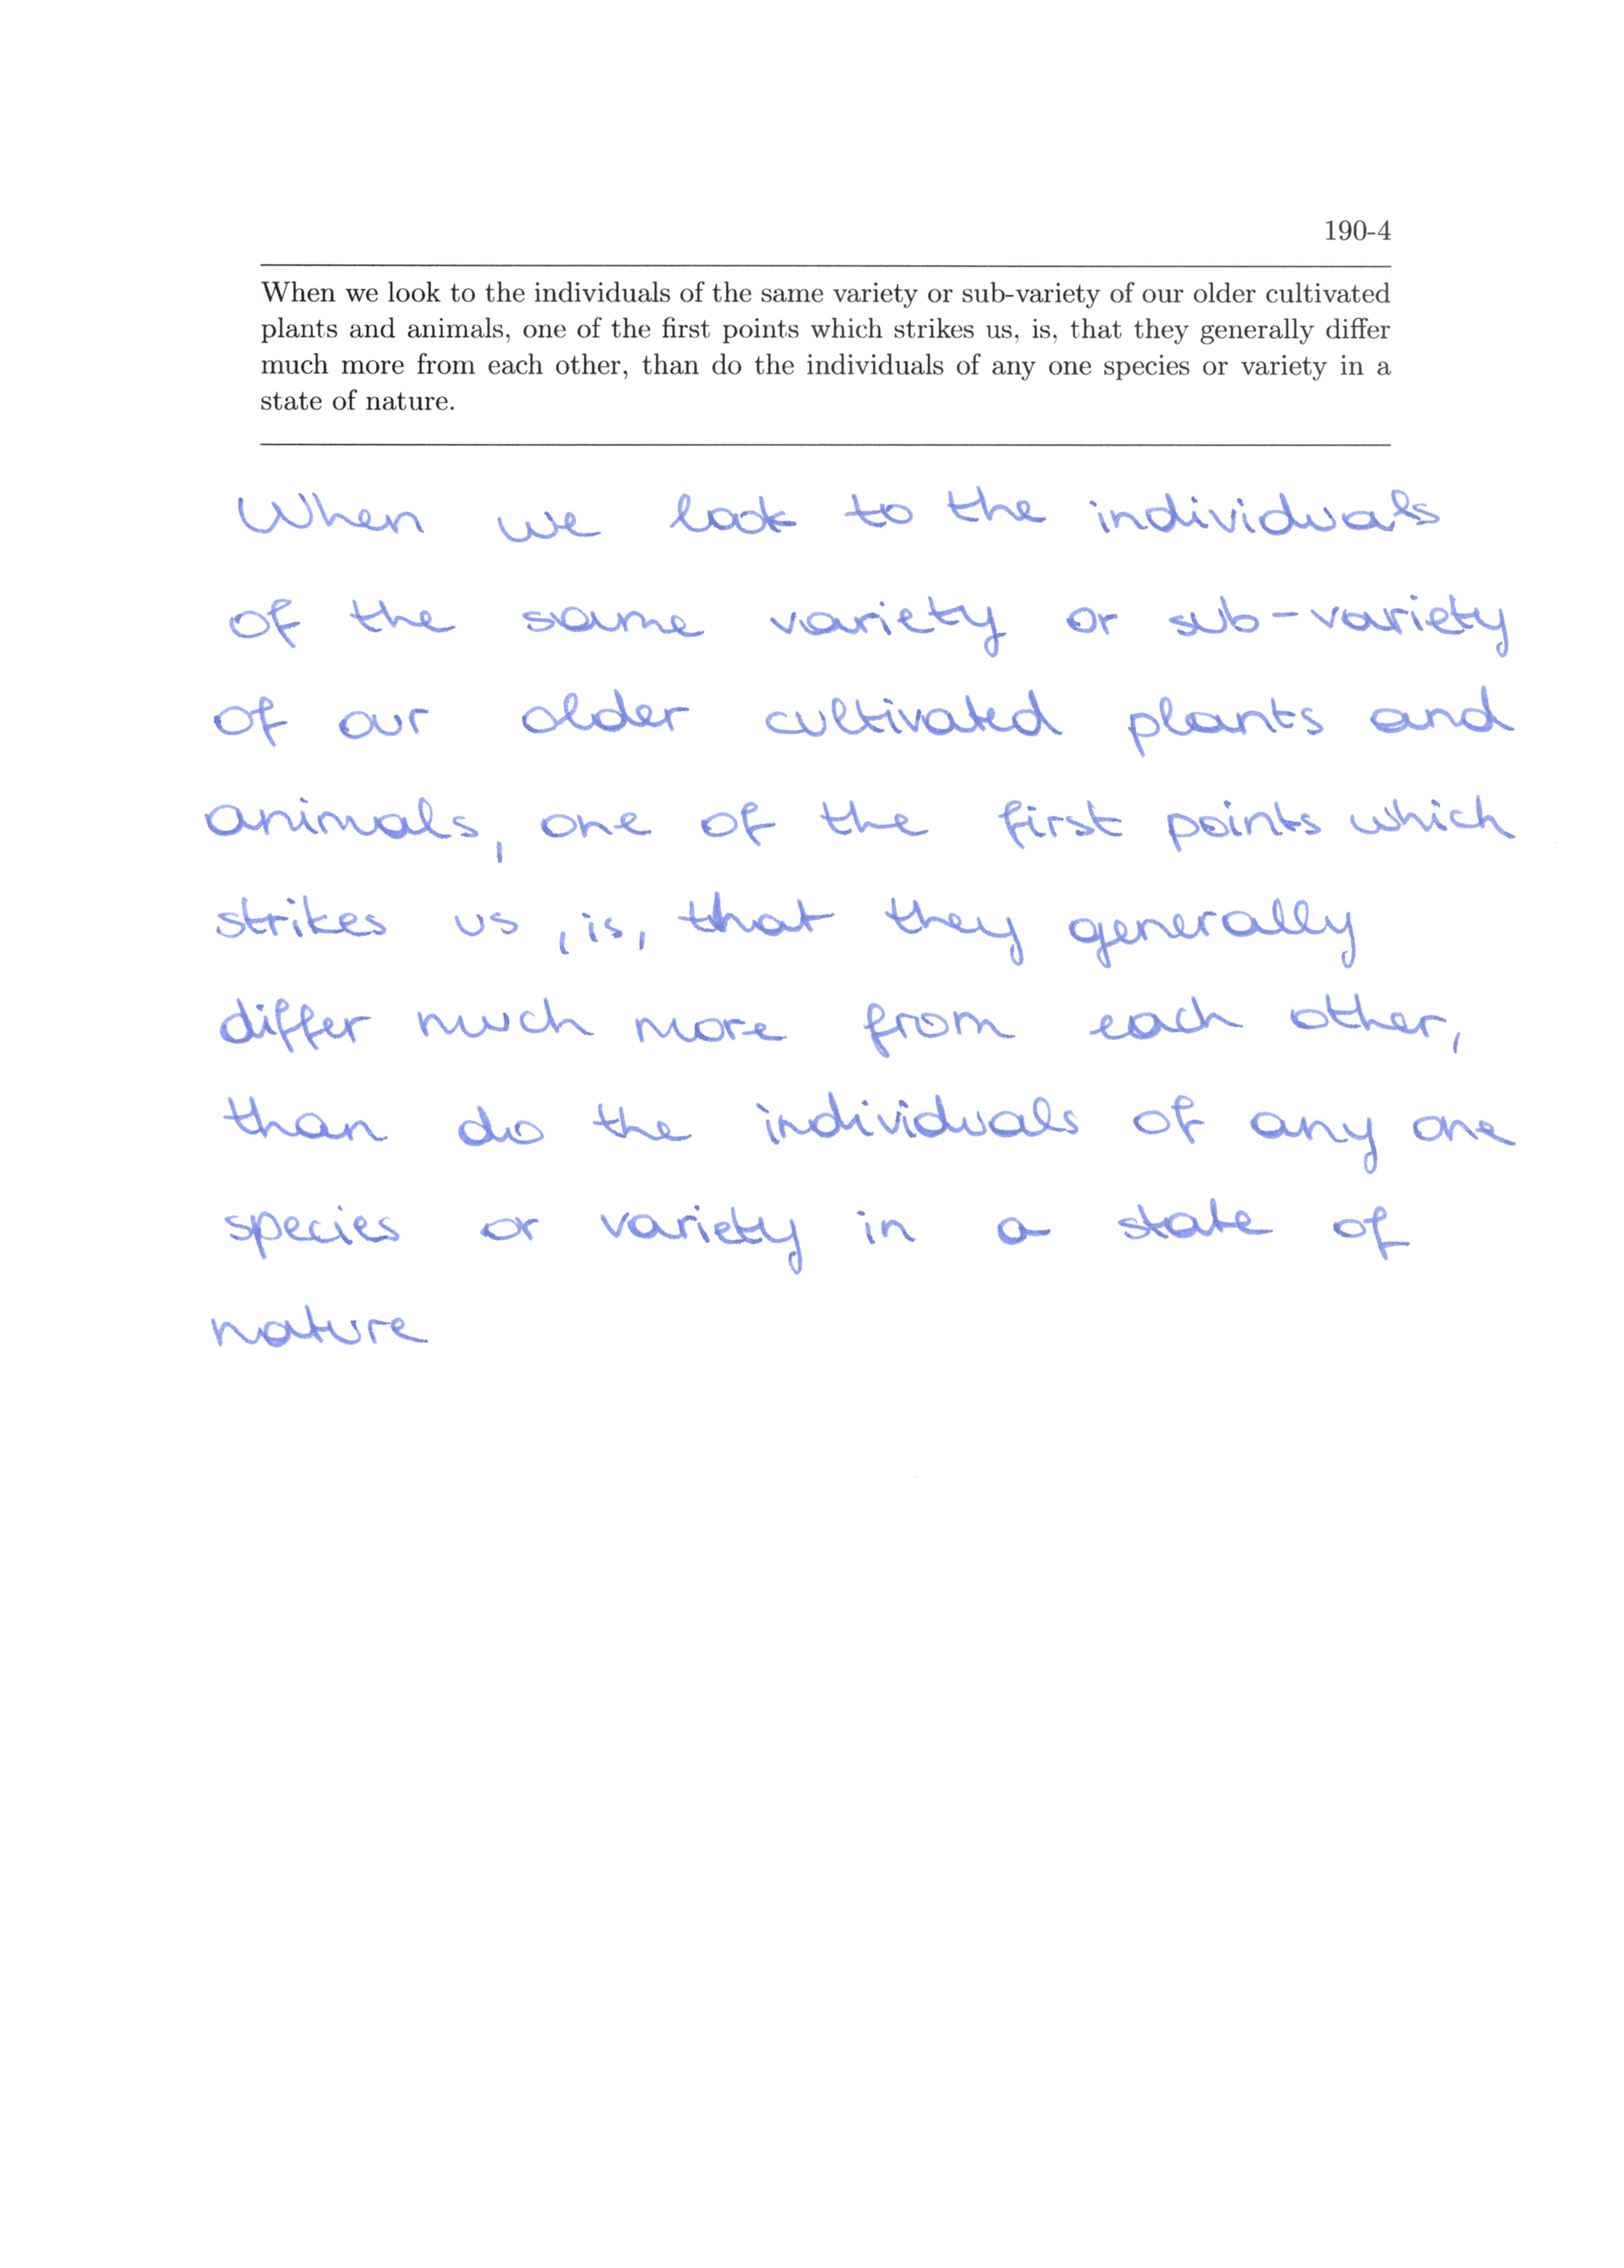 190-4
When we look to the individuals of the same variety or sub-variety of our older cultivated
plants and animals, one of the first points which strikes us, is, that they generally differ
much more from each other, than do the individuals of any one species or variety in a
state of nature.
When we look to the individuals
of the same variety or sub-variety
of our older cultivated plants and
animals, one of the first points which
strikes us, is, that they generally
differ much more from each other,
than do the individuals of any one
species or variety in a state of
nature